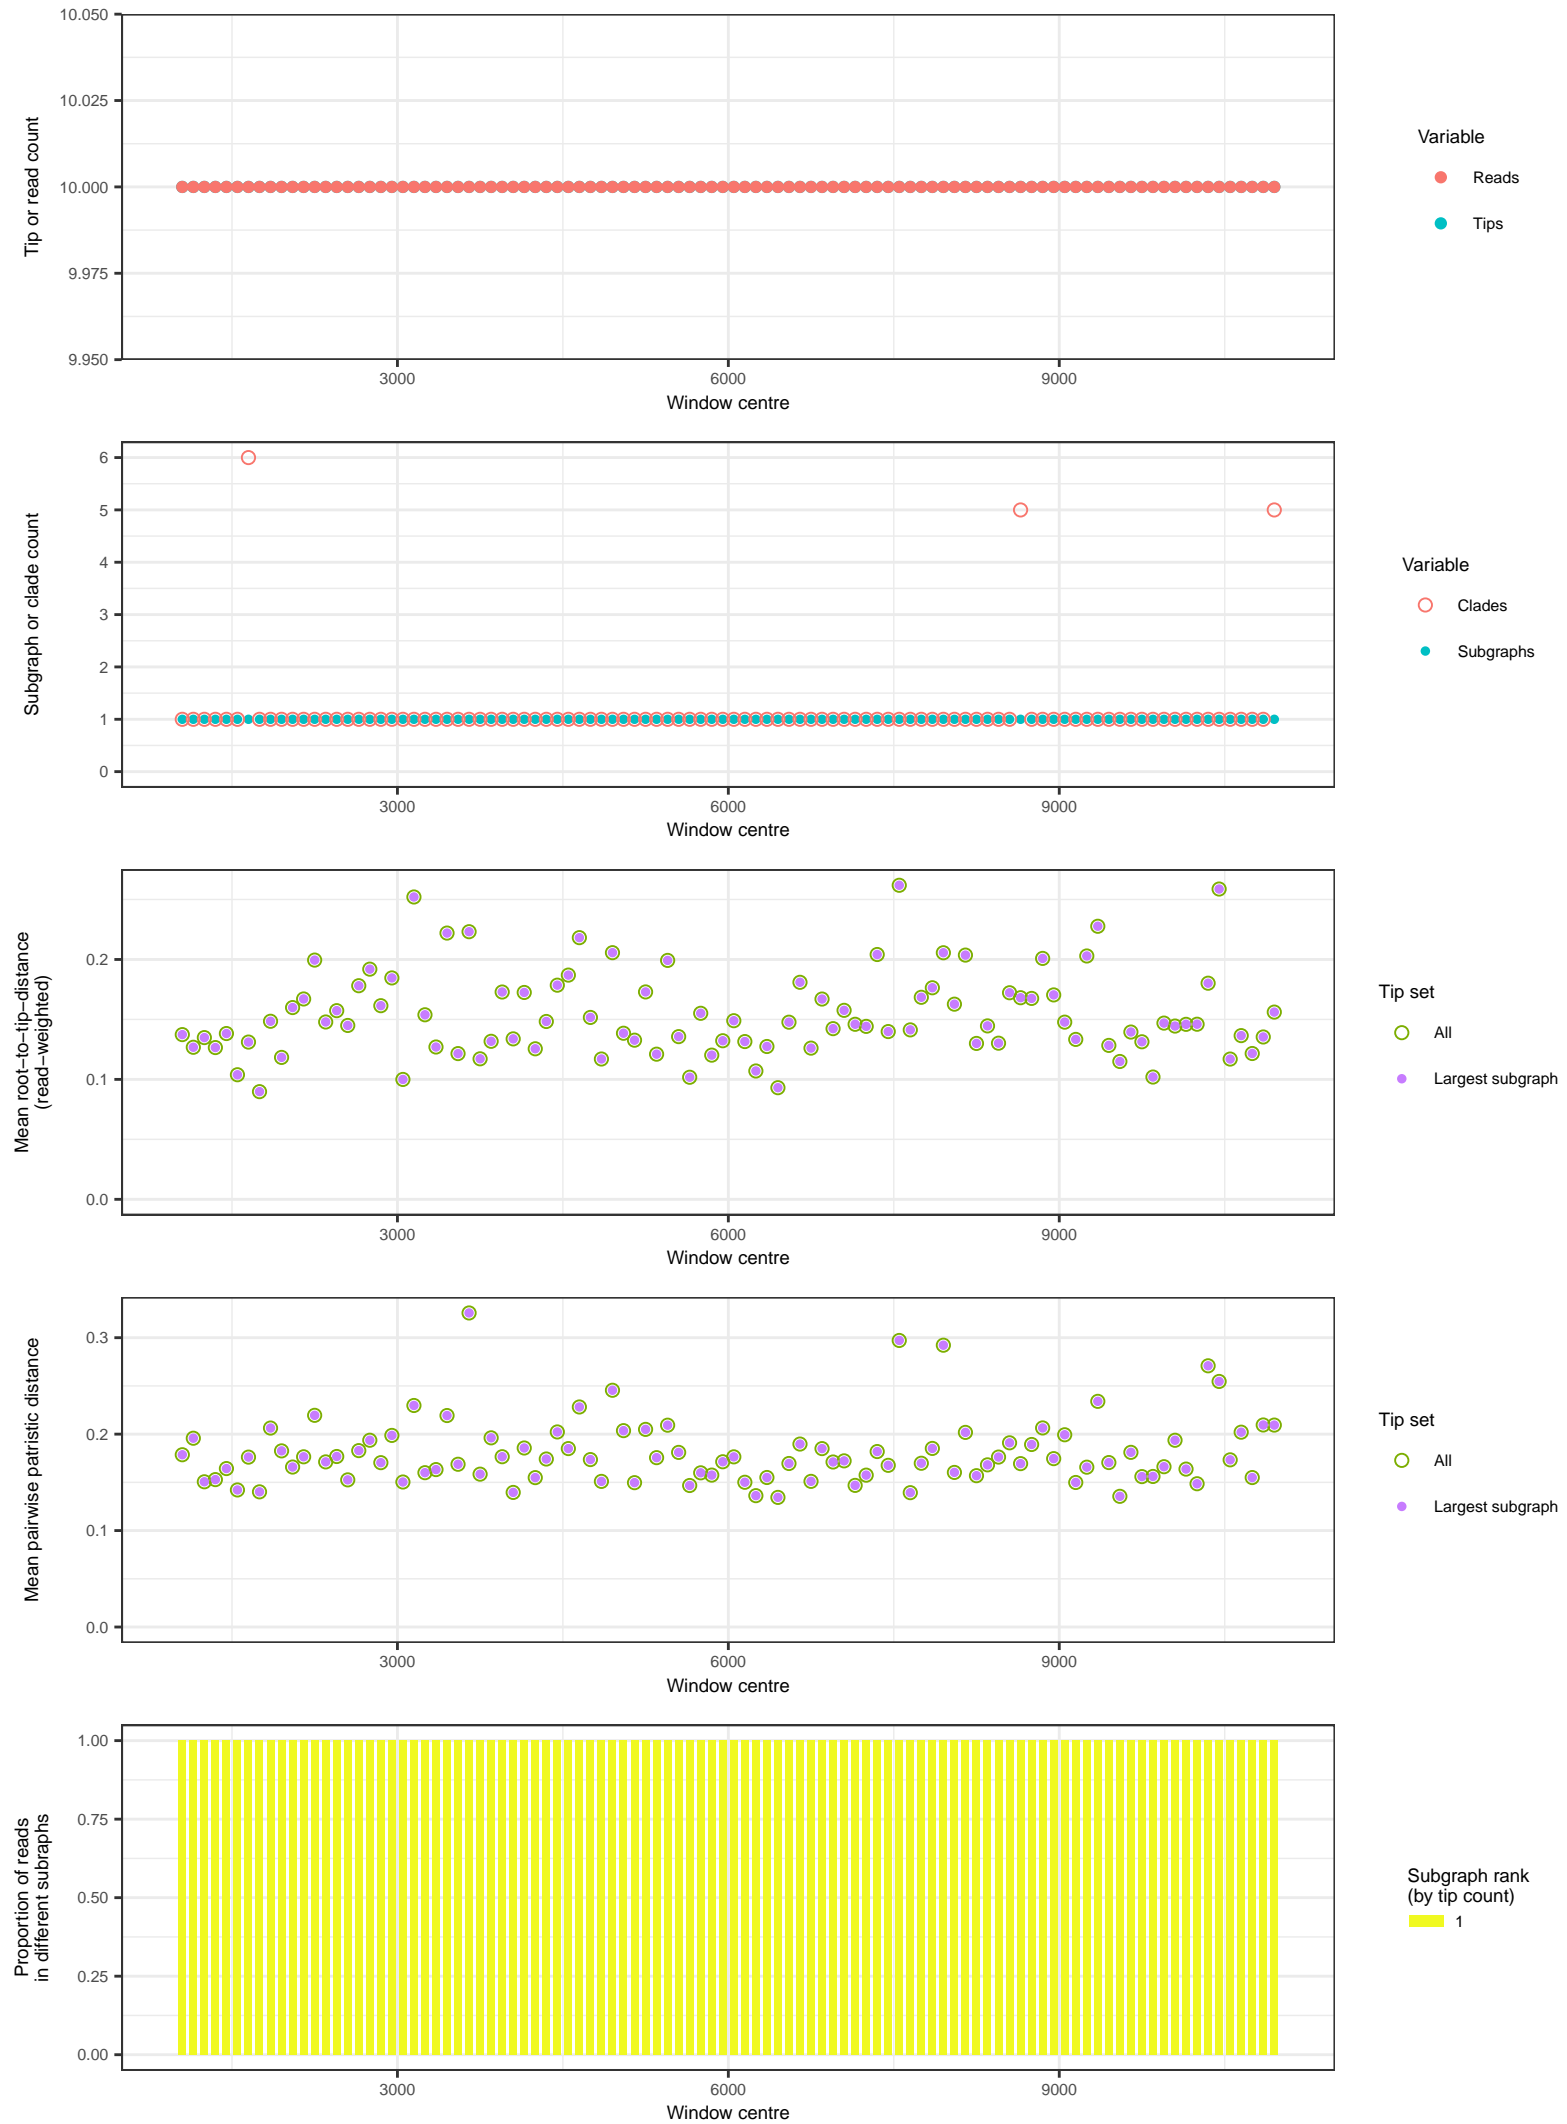 10.050
10.025
10.000
9.975
9.950
Tip or read count
3000 6000 9000
Window centre
Variable
Reads
Tips
6
5
4
3
2
1
0
Subgraph or clade count
3000 6000 9000
Window centre
Variable
Clades
Subgraphs
0.2
0.1
0.0
Mean root−to−tip−distance
(read−weighted)
3000 6000 9000
Window centre
Tip set
All
Largest subgraph
0.3
0.2
0.1
0.0
Mean pairwise patristic distance
3000 6000 9000
Window centre
Tip set
All
Largest subgraph
1.00
0.75
0.50
0.25
0.00
Proportion of reads
in different subraphs
3000 6000 9000
Window centre
Subgraph rank
(by tip count)
1